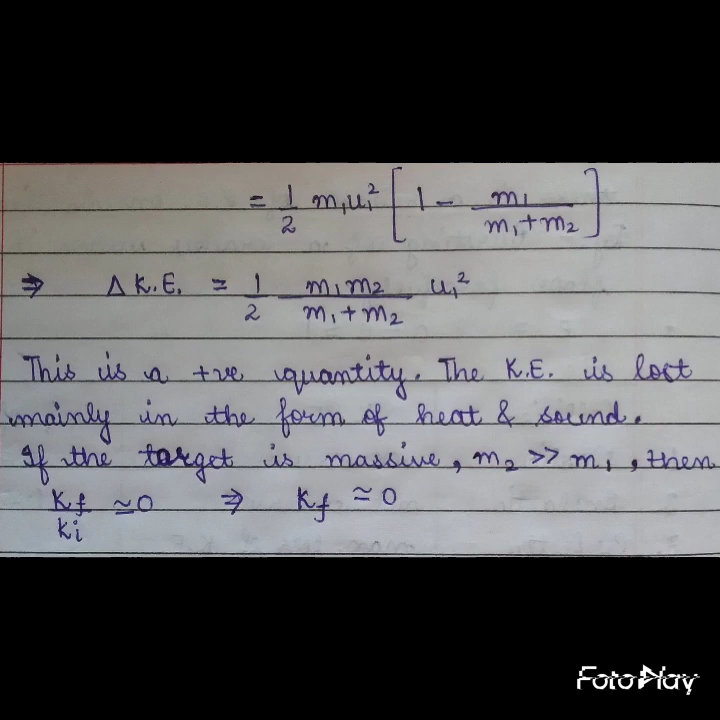 = 1/2 m₁u₁² [ 1 - m₁/(m₁+m₂) ]
⇒ Δ K.E. = 1/2 m₁m₂/(m₁+m₂) u₁²
This is a +ve quantity. The K.E. is lost
mainly in the form of heat & sound.
If the target is massive, m₂ >> m₁, then
Kf/Ki ≃ 0 ⇒ Kf ≃ 0
FotoPlay